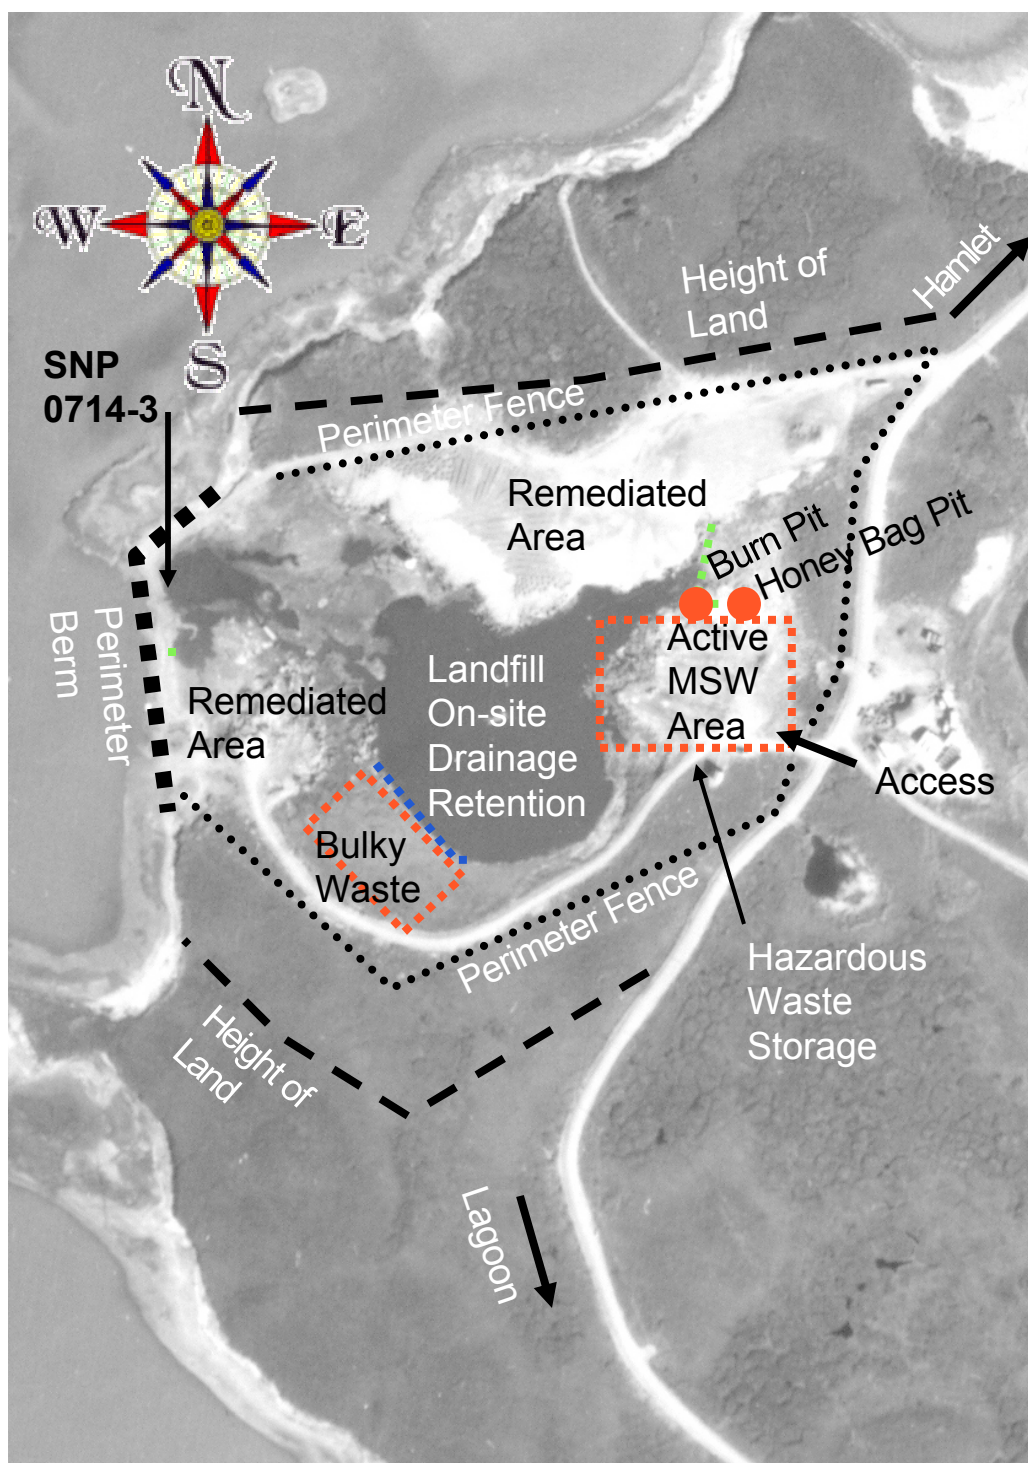 N
W
E
S
SNP
0714-3
Height of
Land
Hamlet
Perimeter Fence
Remediated
Area
Burn Pit
Honey Bag Pit
Perimeter
Berm
Active
MSW
Area
Landfill
On-site
Drainage
Retention
Remediated
Area
Access
Bulky
Waste
Perimeter Fence
Hazardous
Waste
Storage
Height of
Land
Lagoon